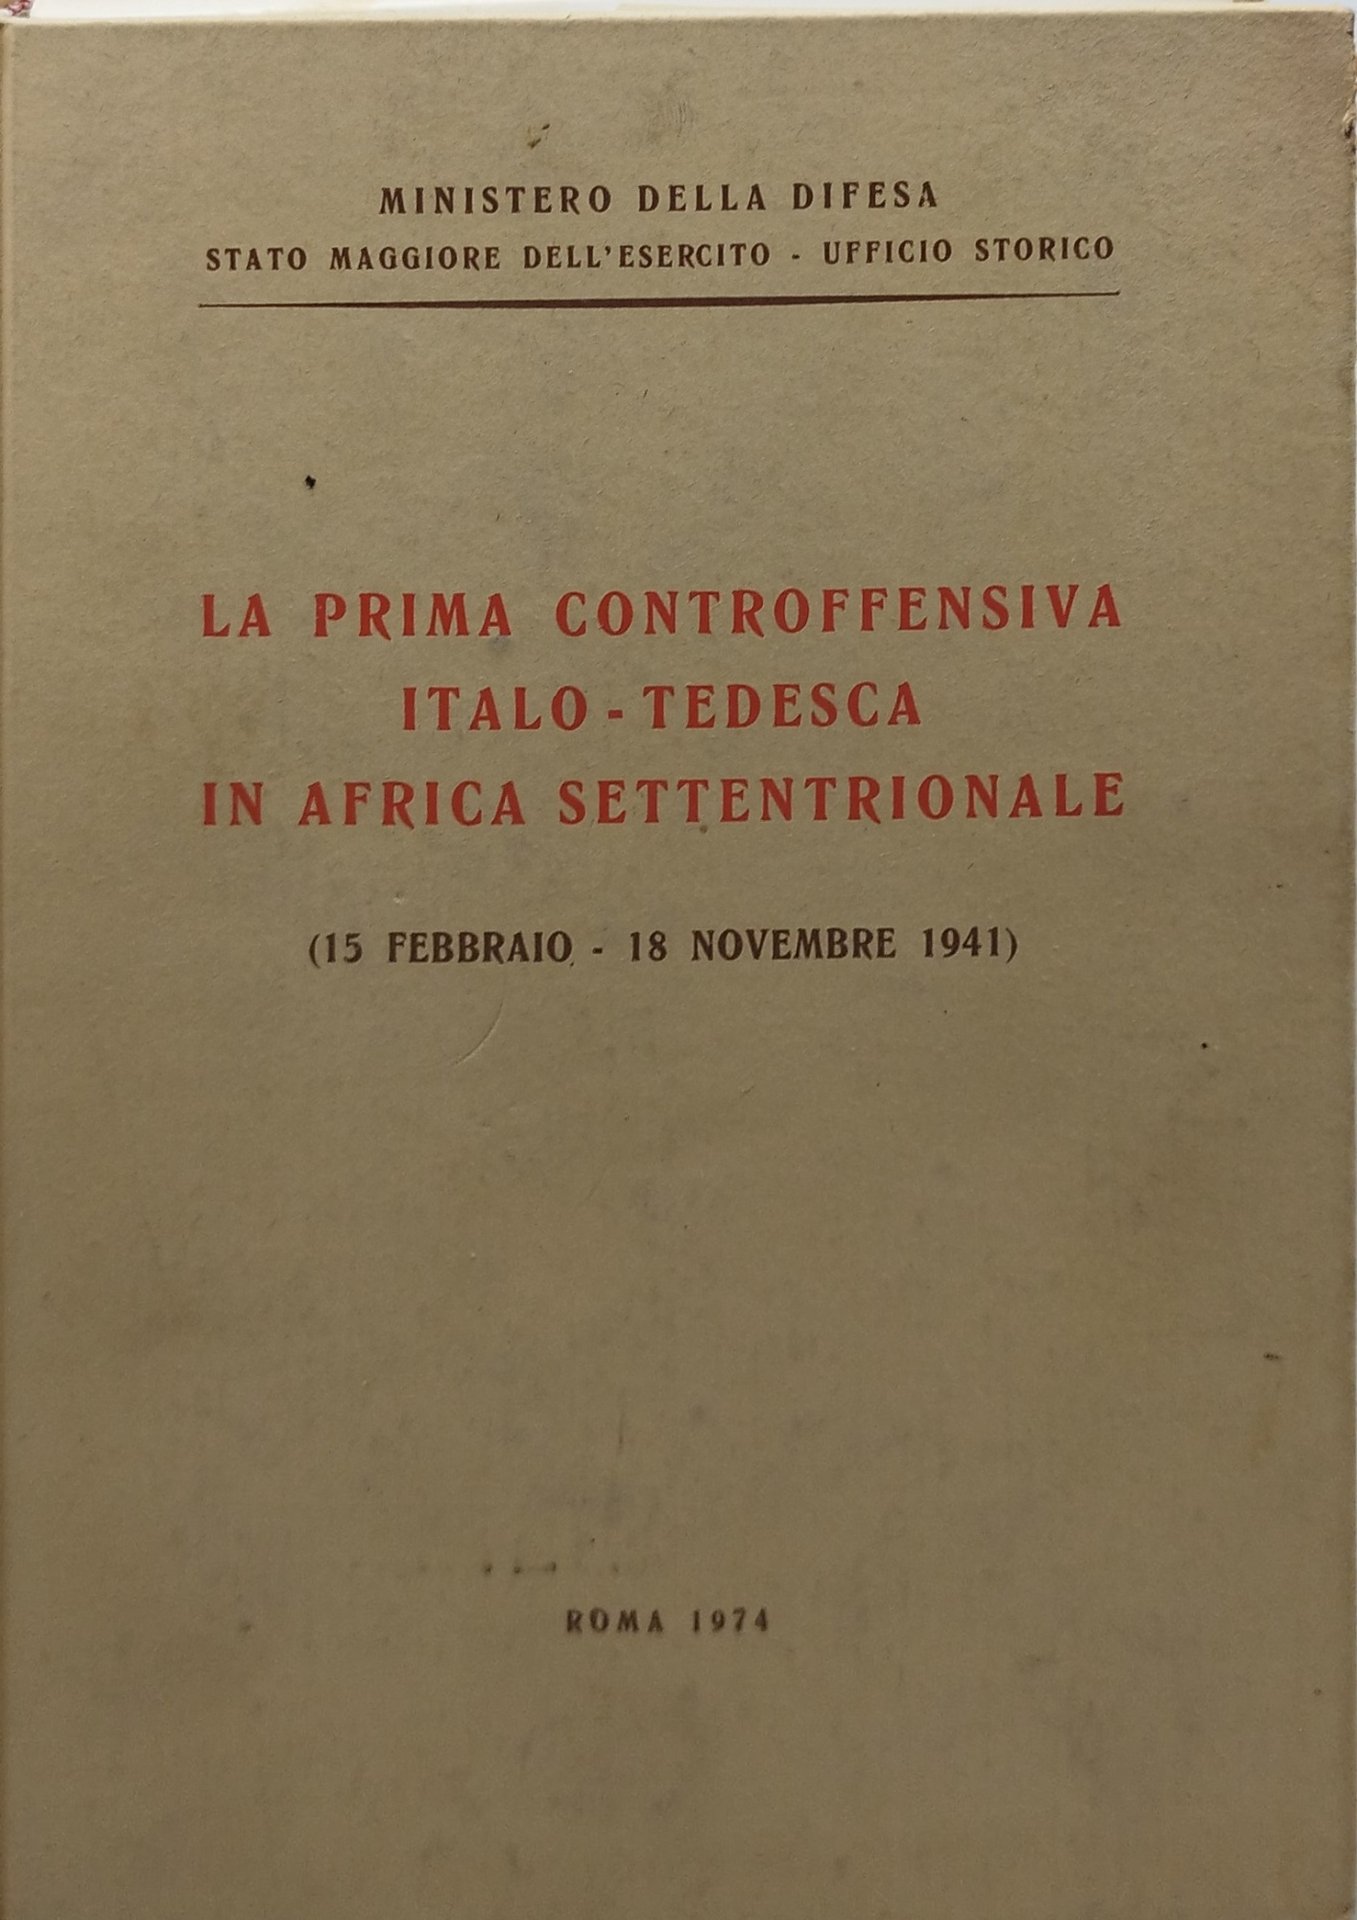 MINISTERO DELLA DIFESA
STATO MAGGIORE DELL'ESERCITO - UFFICIO STORICO
LA PRIMA CONTROFFENSIVA
ITALO - TEDESCA
IN AFRICA SETTENTRIONALE
(15 FEBBRAIO - 18 NOVEMBRE 1941)
ROMA 1974